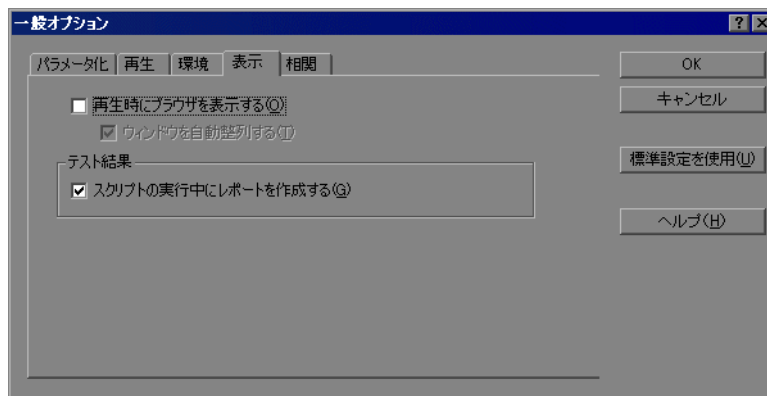 一般オプション
パラメータ化 再生 環境 表示 相関
OK
再生時にブラウザを表示する(O)
キャンセル
ウィンドウを自動整列する(T)
テスト結果
標準設定を使用(U)
スクリプトの実行中にレポートを作成する(G)
ヘルプ(H)